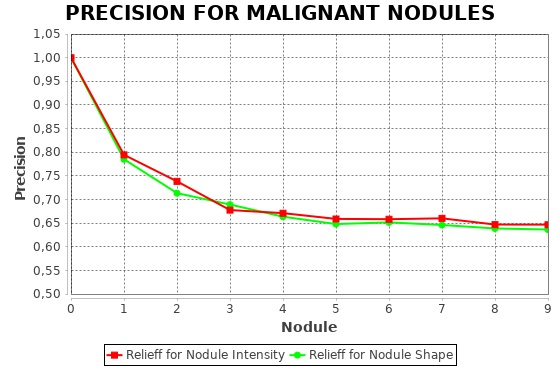 PRECISION FOR MALIGNANT NODULES
1,05
1,00
0,95
0,90
0,85
0,80
0,75
0,70
0,65
0,60
0,55
0,50
Precision
0 1 2 3 4 5 6 7 8 9
Nodule
Relieff for Nodule Intensity Relieff for Nodule Shape